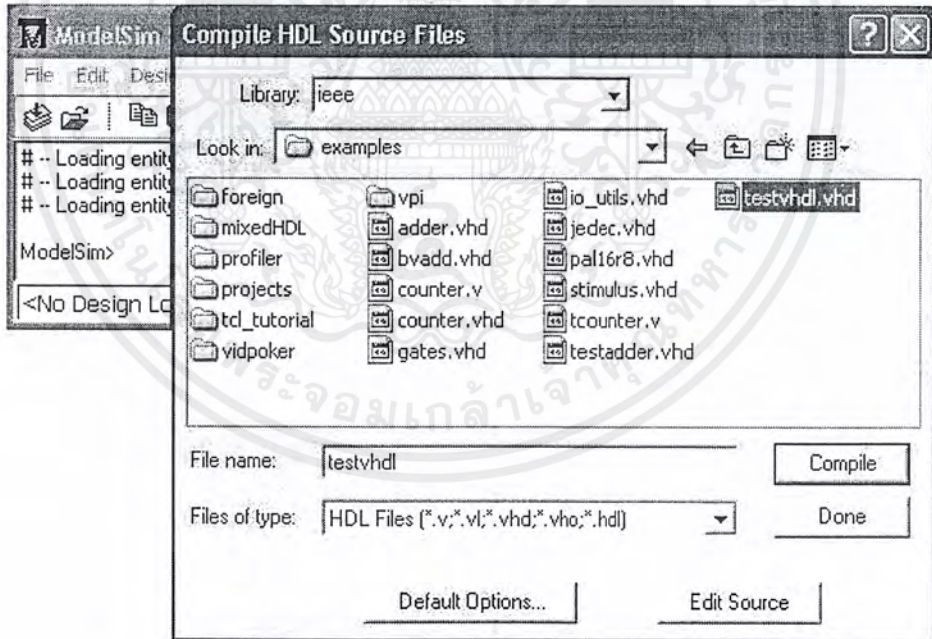 ModelSim
File Edit Desi
# -- Loading entit
# -- Loading entit
# -- Loading entit
ModelSim>
<No Design Lo
Compile HDL Source Files
Library: ieee
Look in: examples
foreign
mixedHDL
profiler
projects
tcl_tutorial
vidpoker
vpi
adder.vhd
bvadd.vhd
counter.v
counter.vhd
gates.vhd
io_utils.vhd
jedec.vhd
pal16r8.vhd
stimulus.vhd
tcounter.v
testadder.vhd
testvhdl.vhd
File name: testvhdl
Compile
Files of type: HDL Files (*.v;*.vl;*.vhd;*.vho;*.hdl)
Done
Default Options...
Edit Source